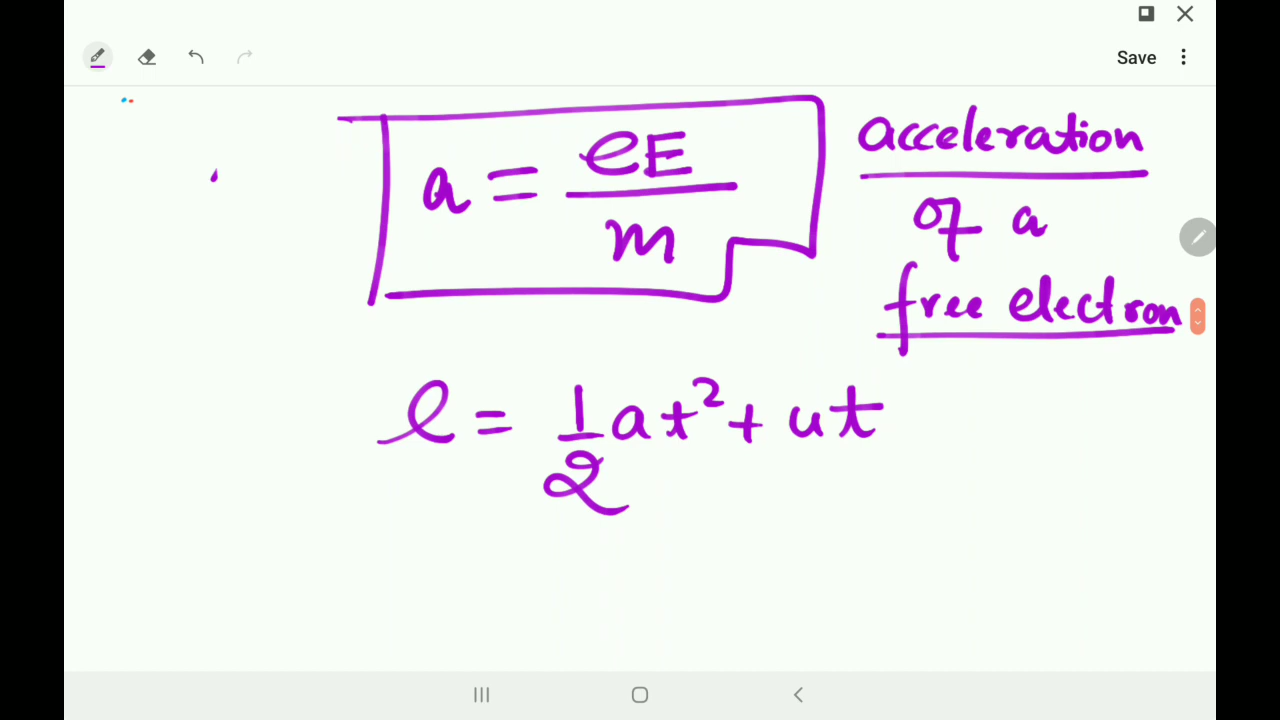 Save
a = eE/m
acceleration
of a
free electron
l = 1/2 at² + ut